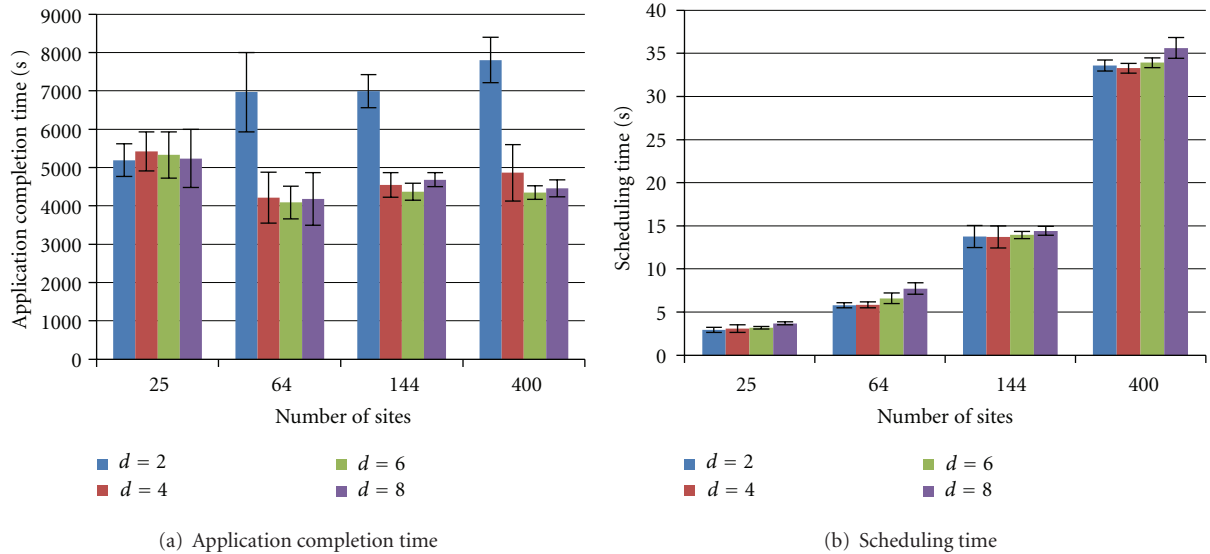 9000
8000
7000
6000
5000
4000
3000
2000
1000
0
Application completion time (s)
25 64 144 400
Number of sites
d = 2 d = 6
d = 4 d = 8
(a) Application completion time
40
35
30
25
20
15
10
5
0
Scheduling time (s)
25 64 144 400
Number of sites
d = 2 d = 6
d = 4 d = 8
(b) Scheduling time